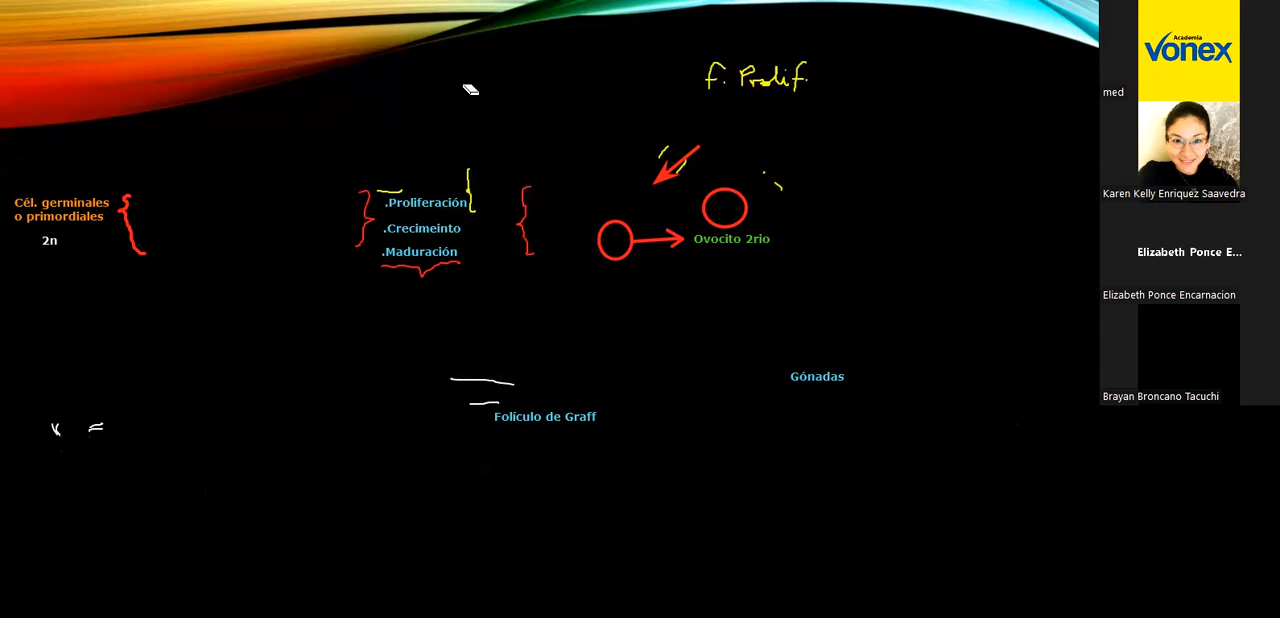 f. Prolif.
Cél. germinales
o primordiales
2n
.Proliferación
.Crecimeinto
.Maduración
Ovocito 2rio
Gónadas
Folículo de Graff
=
Academia
vonex
med
Karen Kelly Enriquez Saavedra
Elizabeth Ponce E...
Elizabeth Ponce Encarnacion
Brayan Broncano Tacuchi